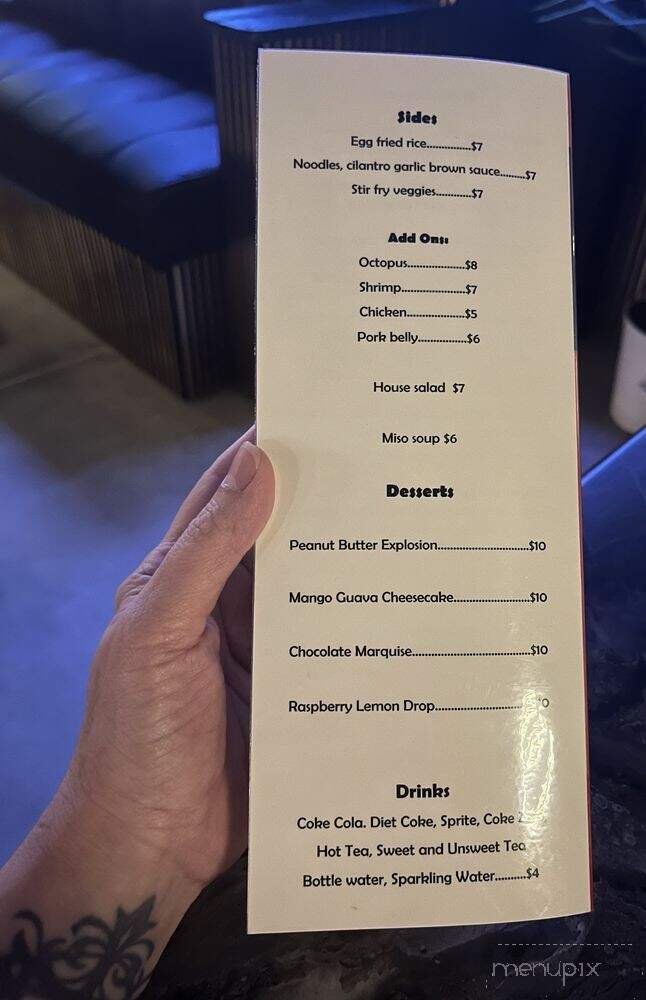 Sides
Egg fried rice..............$7
Noodles, cilantro garlic brown sauce........$7
Stir fry veggies...........$7
Add Ons:
Octopus..................$8
Shrimp........................$7
Chicken..................$5
Pork belly...............$6
House salad $7
Miso soup $6
Desserts
Peanut Butter Explosion.............................$10
Mango Guava Cheesecake........................$10
Chocolate Marquise.....................................$10
Raspberry Lemon Drop...........................
Drinks
Coke Cola. Diet Coke, Sprite, Coke
Hot Tea, Sweet and Unsweet Tea
Bottle water, Sparkling Water..........$4
menupix